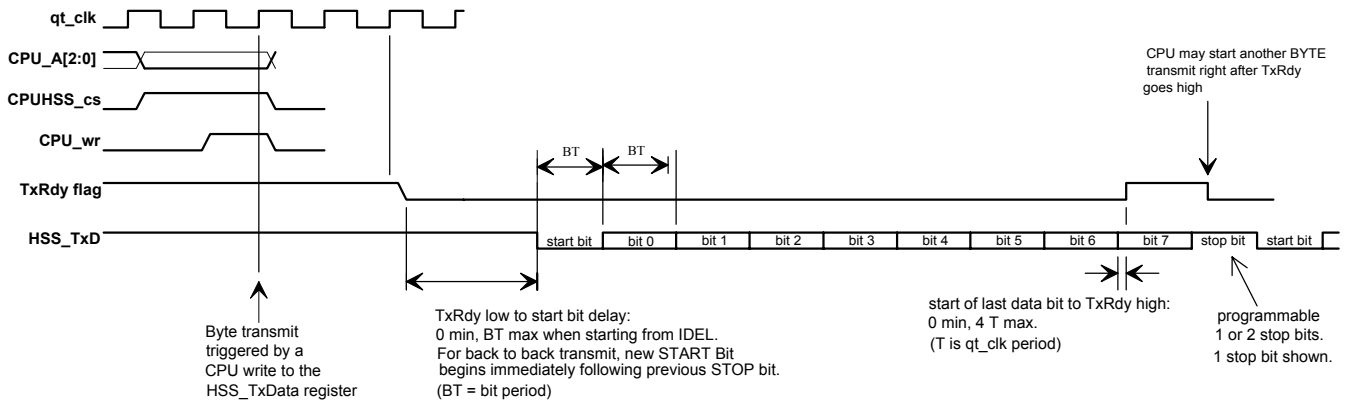 qt_clk
CPU_A[2:0]
CPUHSS_cs
CPU_wr
TxRdy flag
HSS_TxD
CPU may start another BYTE
transmit right after TxRdy
goes high
BT
BT
start bit
bit 0
bit 1
bit 2
bit 3
bit 4
bit 5
bit 6
bit 7
stop bit
start bit
Byte transmit
triggered by a
CPU write to the
HSS_TxData register
TxRdy low to start bit delay:
0 min, BT max when starting from IDEL.
For back to back transmit, new START Bit
begins immediately following previous STOP bit.
(BT = bit period)
start of last data bit to TxRdy high:
0 min, 4 T max.
(T is qt_clk period)
programmable
1 or 2 stop bits.
1 stop bit shown.